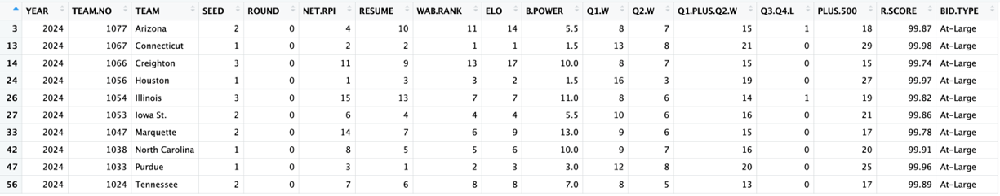 YEAR TEAM.NO TEAM SEED ROUND NET.RPI RESUME WAB.RANK ELO B.POWER Q1.W Q2.W Q1.PLUS.Q2.W Q3.Q4.L PLUS.500 R.SCORE BID.TYPE
3 2024 1077 Arizona 2 0 4 10 11 14 5.5 8 7 15 1 18 99.87 At-Large
13 2024 1067 Connecticut 1 0 2 2 1 1 1.5 13 8 21 0 29 99.98 At-Large
14 2024 1066 Creighton 3 0 11 9 13 17 10.0 8 7 15 0 15 99.74 At-Large
24 2024 1056 Houston 1 0 1 3 3 2 1.5 16 3 19 0 27 99.97 At-Large
26 2024 1054 Illinois 3 0 15 13 7 7 11.0 8 6 14 1 19 99.82 At-Large
27 2024 1053 Iowa St. 2 0 6 4 4 4 5.5 10 6 16 0 21 99.86 At-Large
33 2024 1047 Marquette 2 0 14 7 6 9 13.0 9 6 15 0 17 99.78 At-Large
42 2024 1038 North Carolina 1 0 8 5 5 6 10.0 9 7 16 0 20 99.91 At-Large
47 2024 1033 Purdue 1 0 3 1 2 3 3.0 12 8 20 0 25 99.96 At-Large
56 2024 1024 Tennessee 2 0 7 6 8 8 7.0 8 5 13 0 17 99.89 At-Large